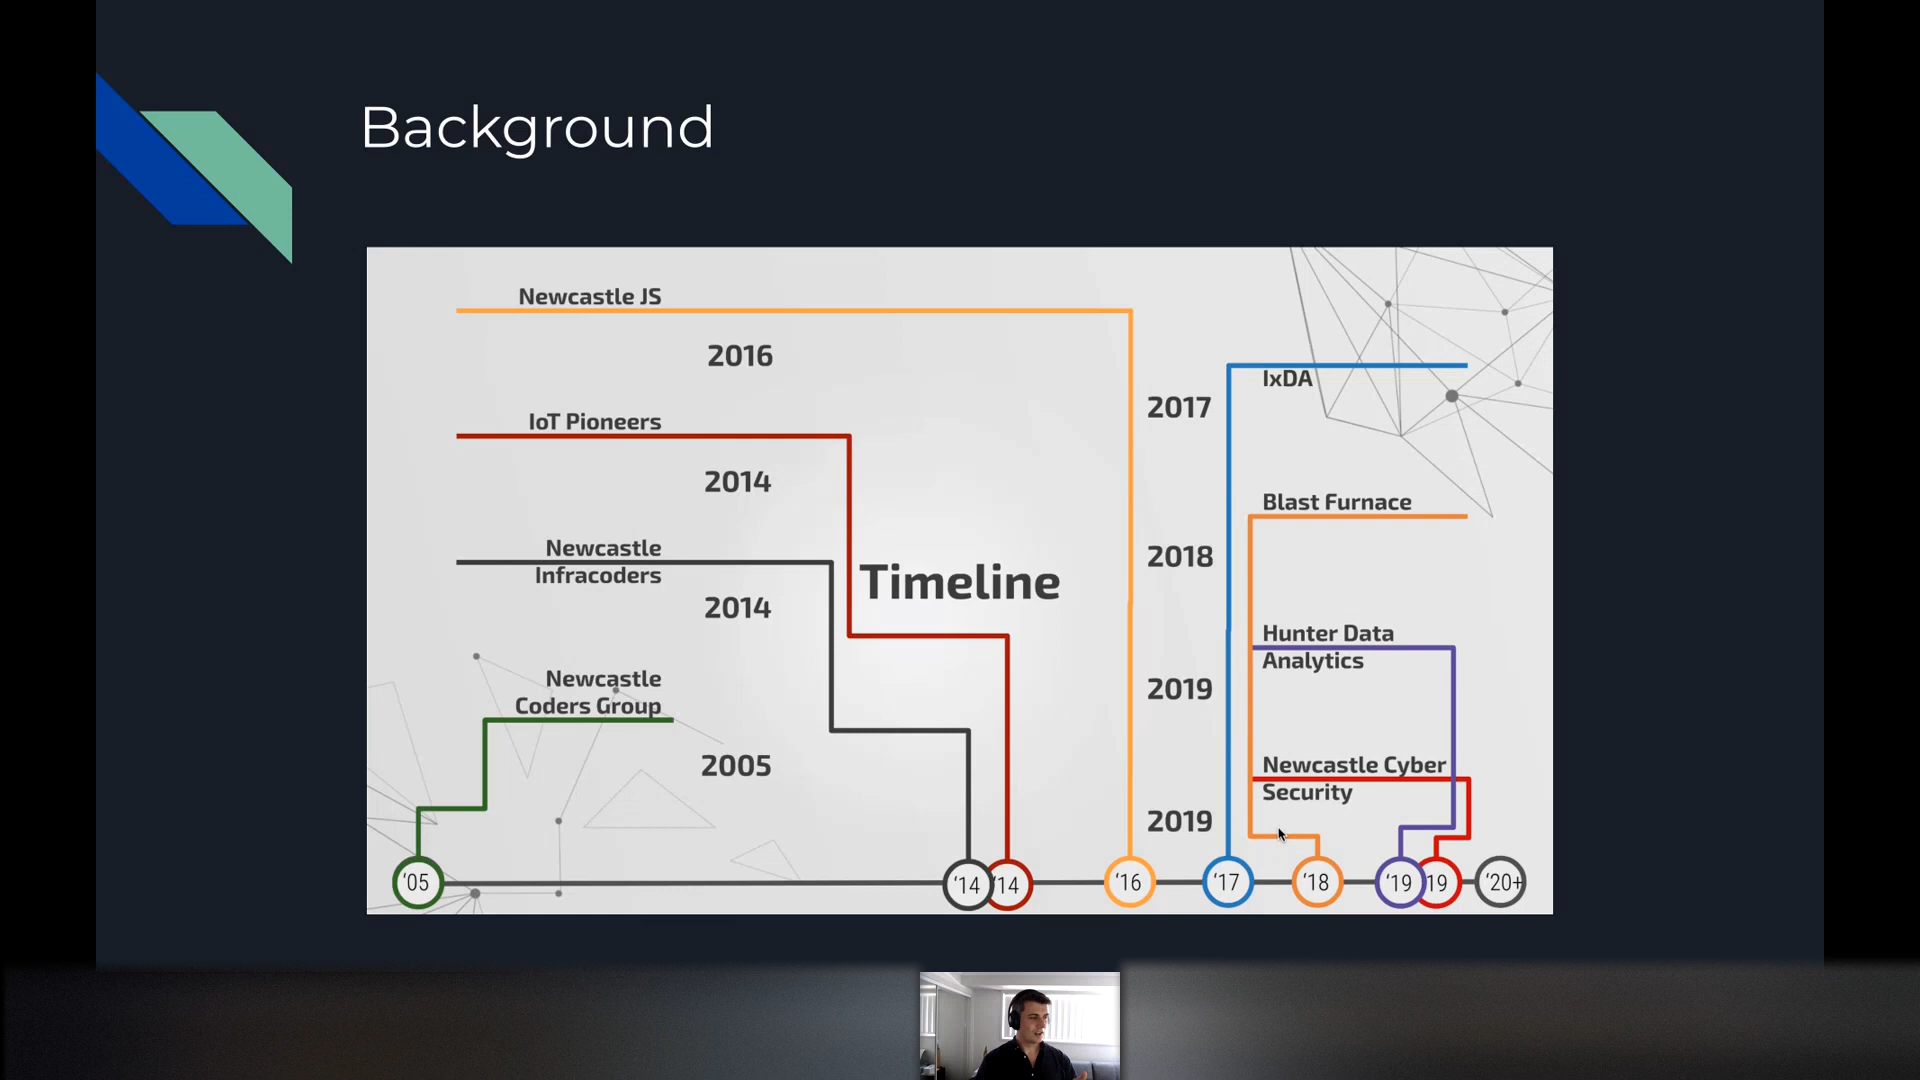 Background
Newcastle JS
2016
IoT Pioneers
2014
Newcastle
Infracoders
2014
Newcastle
Coders Group
2005
Timeline
2017
IxDA
2018
Blast Furnace
2019
Hunter Data
Analytics
2019
Newcastle Cyber
Security
‘05
‘14
‘14
‘16
‘17
‘18
‘19
19
‘20+